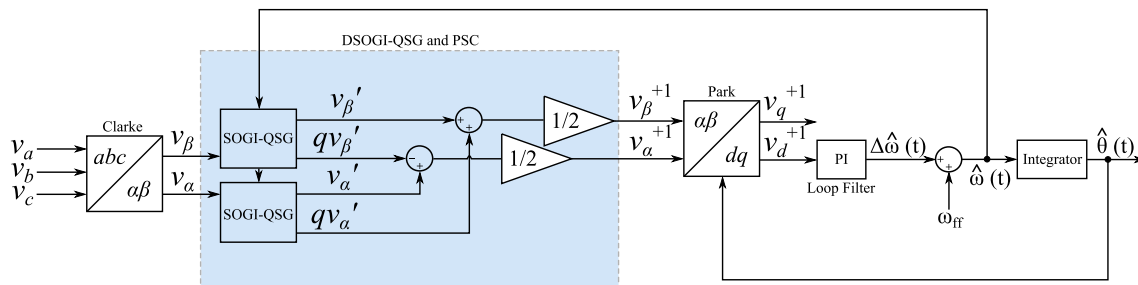 DSOGI-QSG and PSC
Clarke
v_a
v_b
v_c
abc
αβ
v_β
v_α
SOGI-QSG
SOGI-QSG
v_β′
qv_β′
v_α′
qv_α′
+
+
-
+
1/2
1/2
v_β^{+1}
v_α^{+1}
Park
αβ
dq
v_q^{+1}
v_d^{+1}
PI
Loop Filter
Δω̂ (t)
+
+
ω_ff
ω̂ (t)
Integrator
θ̂ (t)